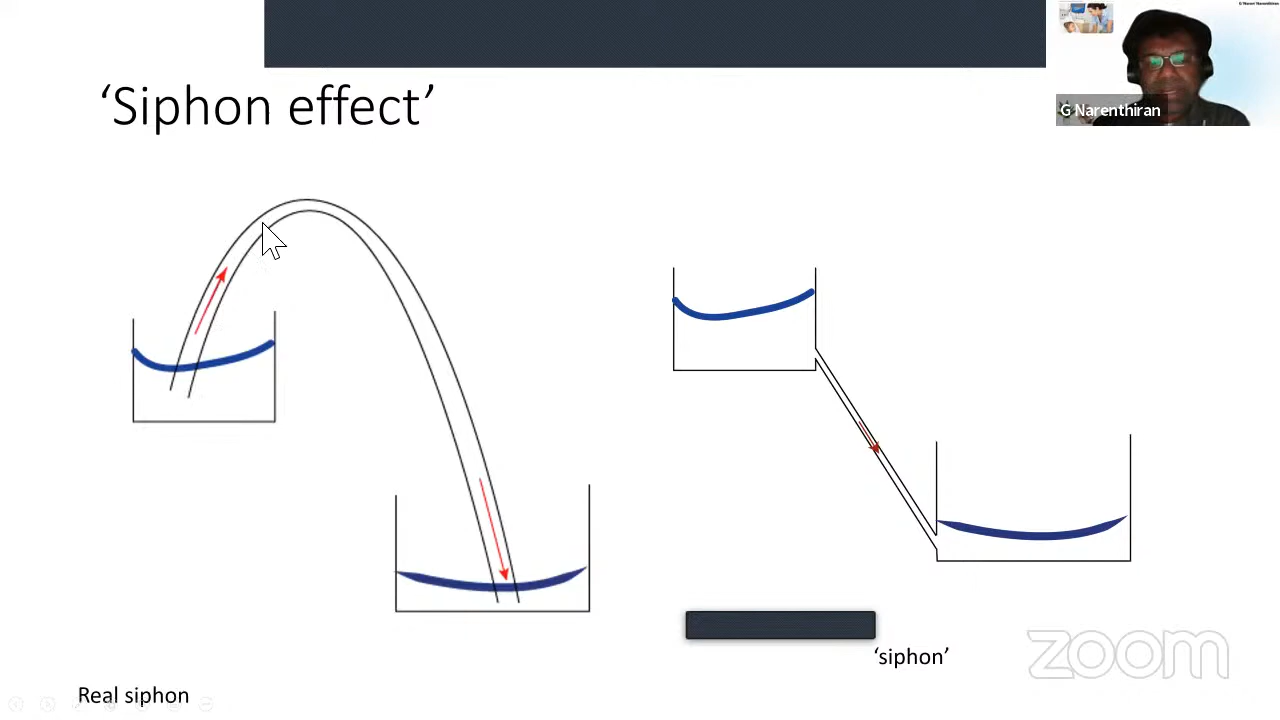 ‘Siphon effect’
G Narenthiran
‘siphon’
zoom
Real siphon